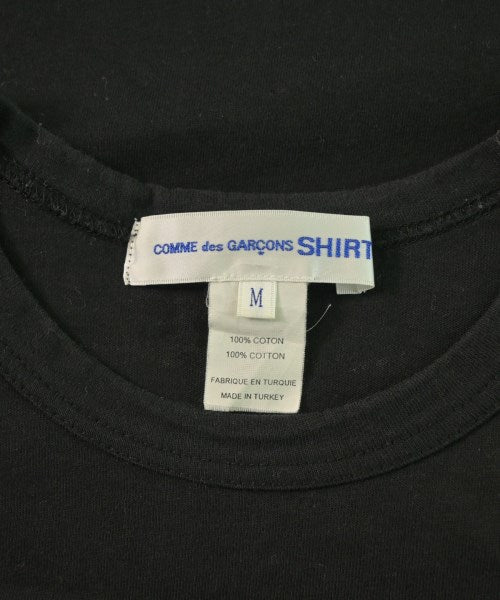 COMME des GARÇONS SHIRT
M
100% COTON
100% COTTON
FABRIQUE EN TURQUIE
MADE IN TURKEY